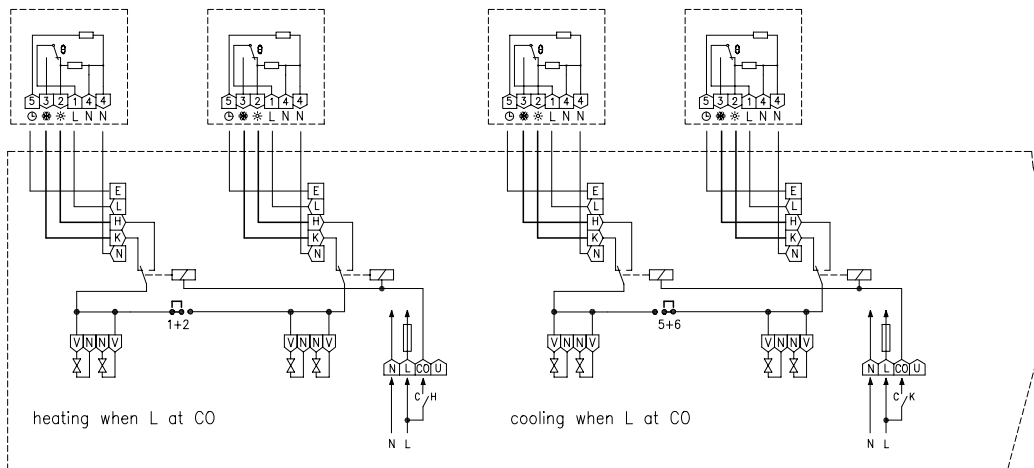 5 3 2 1 4 4
L N N
5 3 2 1 4 4
L N N
5 3 2 1 4 4
L N N
5 3 2 1 4 4
L N N
E
L
H
K
N
E
L
H
K
N
E
L
H
K
N
E
L
H
K
N
1+2
5+6
V N N V
V N N V
V N N V
V N N V
N L CO U
N L CO U
C H
C K
heating when L at CO
cooling when L at CO
N L
N L